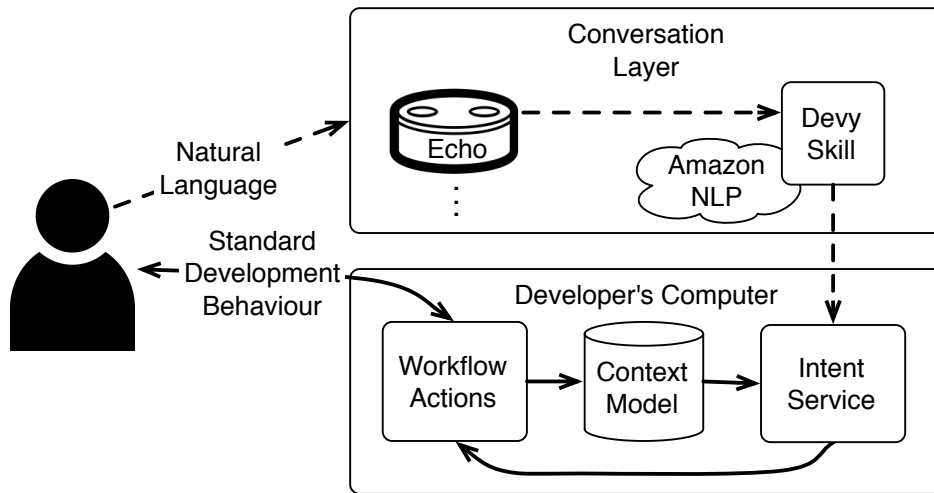 Conversation
Layer
Echo
Devy
Skill
Amazon
NLP
Natural
Language
Standard
Development
Behaviour
Developer's Computer
Workflow
Actions
Context
Model
Intent
Service